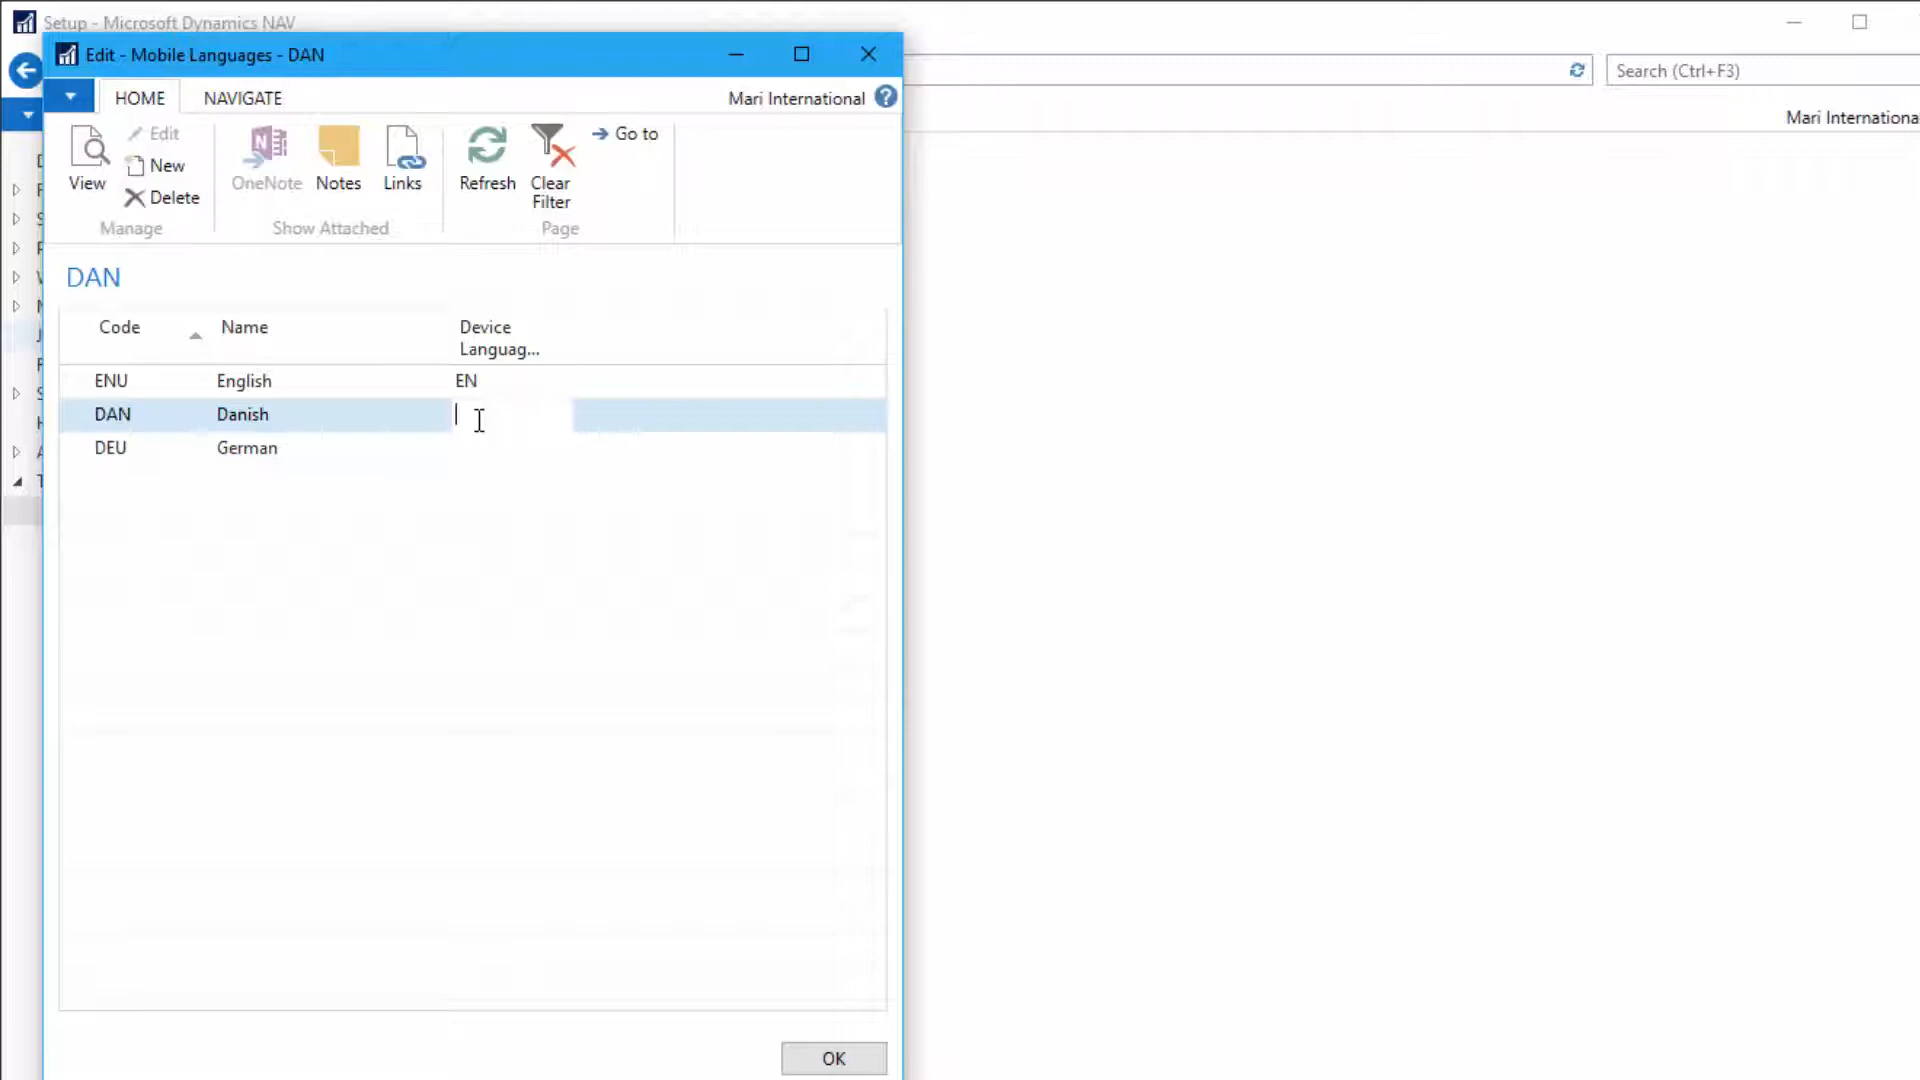 Setup - Microsoft Dynamics NAV
Edit - Mobile Languages - DAN
Search (Ctrl+F3)
HOME
NAVIGATE
Mari International
Mari Internationa
View
Edit
New
Delete
Manage
OneNote
Notes
Links
Show Attached
Refresh
Clear
Filter
Go to
Page
DAN
Code
Name
Device
Languag...
ENU English EN
DAN Danish
DEU German
OK